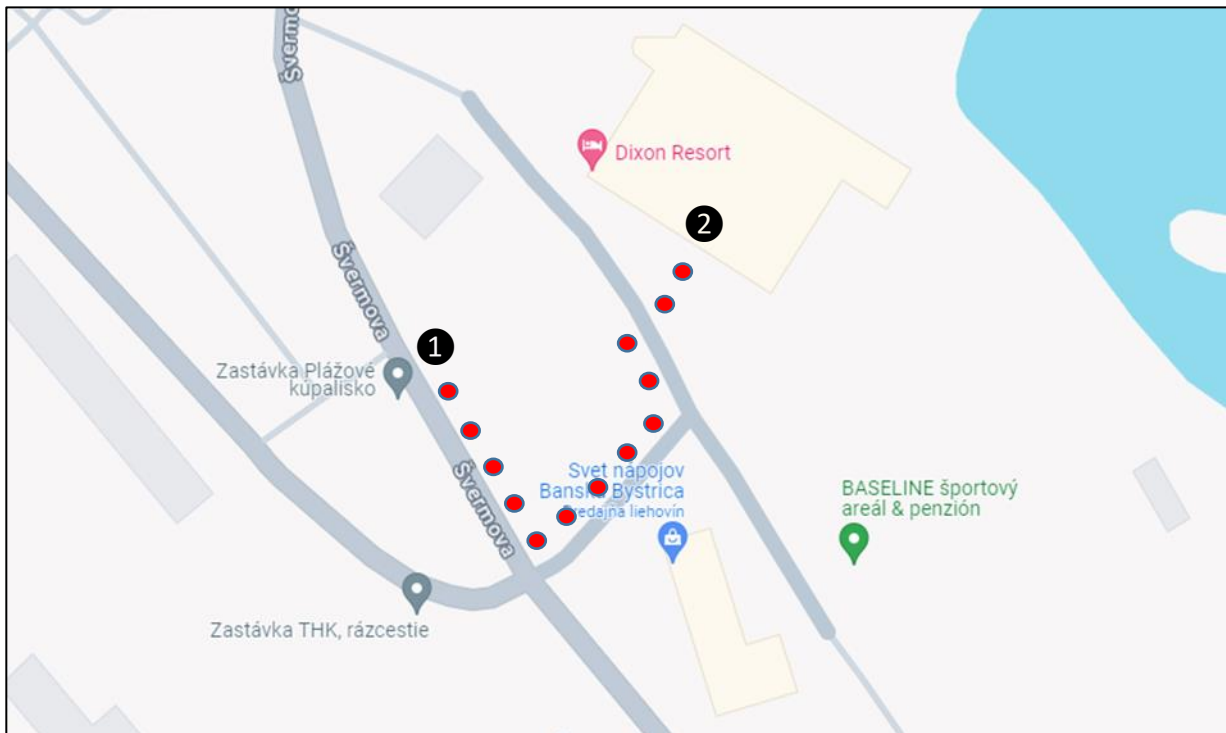 Švermova
Dixon Resort
2
Švermova
1
Zastávka Plážové
kúpalisko
Švermova
Svet nápojov
Banská Bystrica
Predajňa liehovín
BASELINE športový
areál & penzión
Zastávka THK, rázcestie